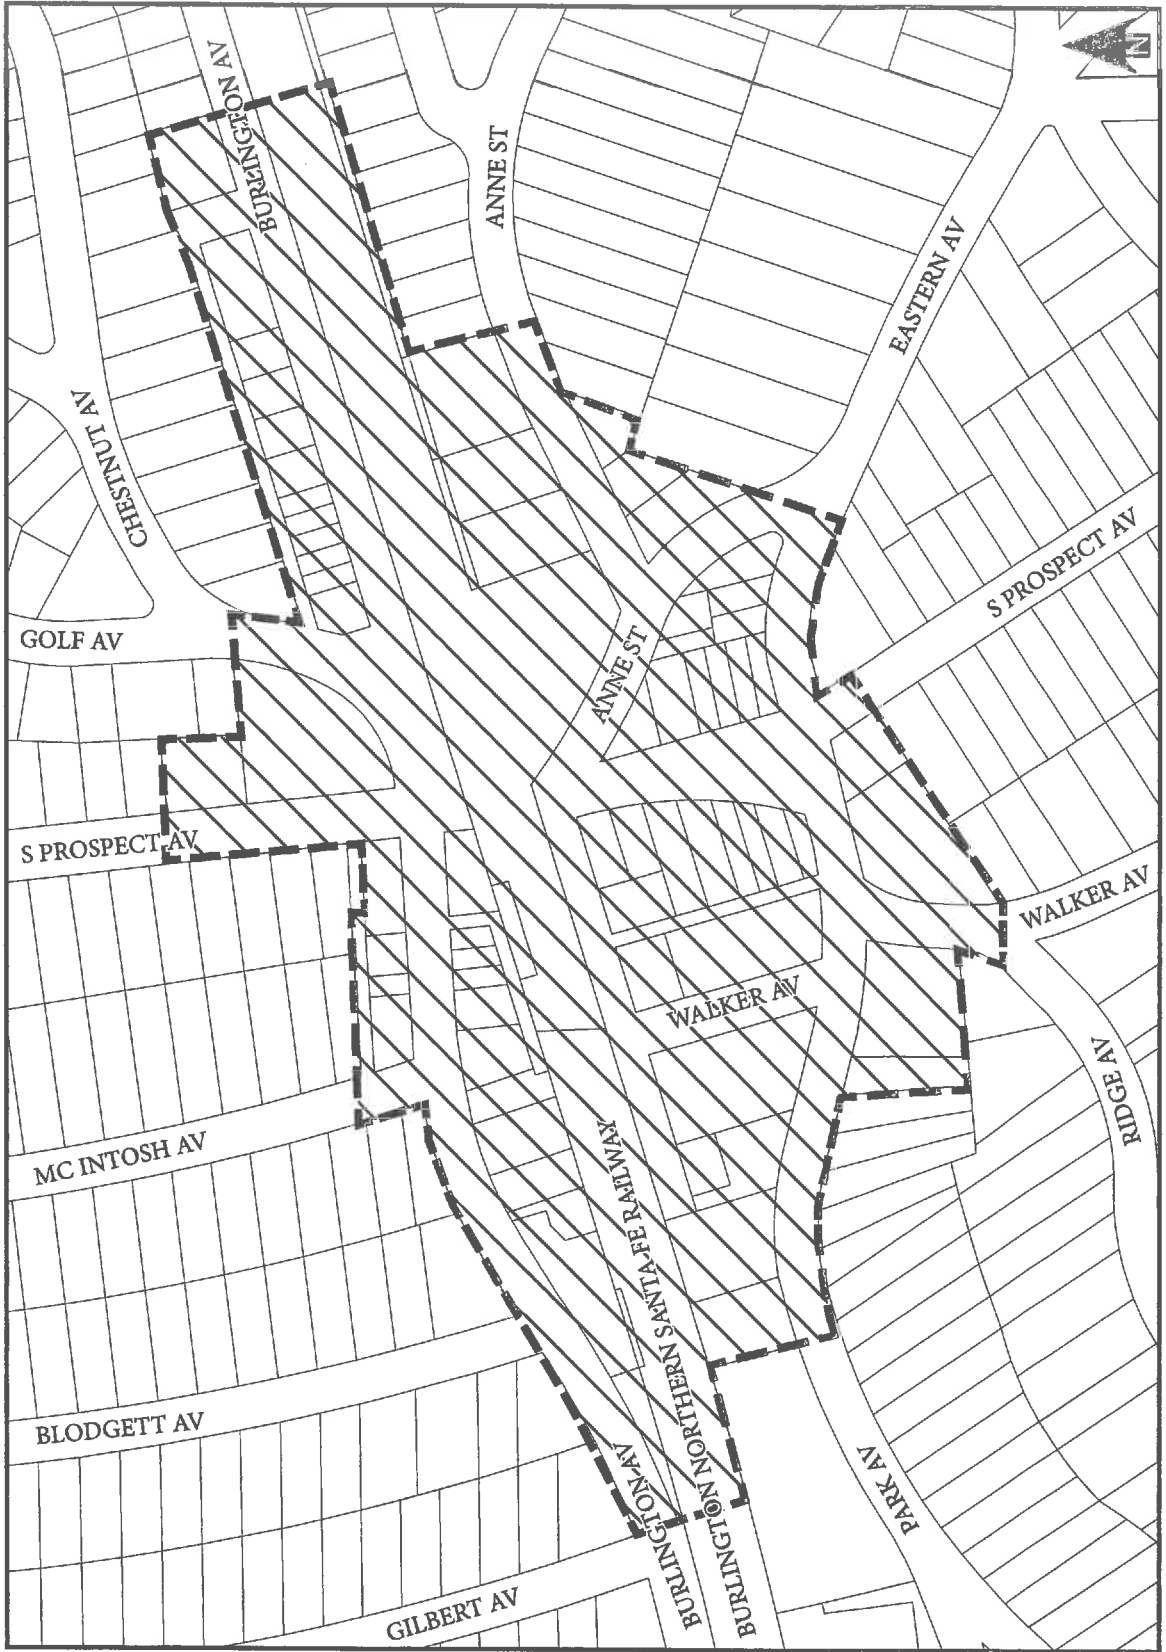 N
BURLINGTON AV
ANNE ST
EASTERN AV
CHESTNUT AV
S PROSPECT AV
GOLF AV
ANNE ST
S PROSPECT AV
WALKER AV
WALKER AV
RIDGE AV
MC INTOSH AV
BURLINGTON NORTHERN SANTA FE RAILWAY
BLODGETT AV
BURLINGTON AV
PARK AV
GILBERT AV
BURLINGTON AV
BURLINGTON